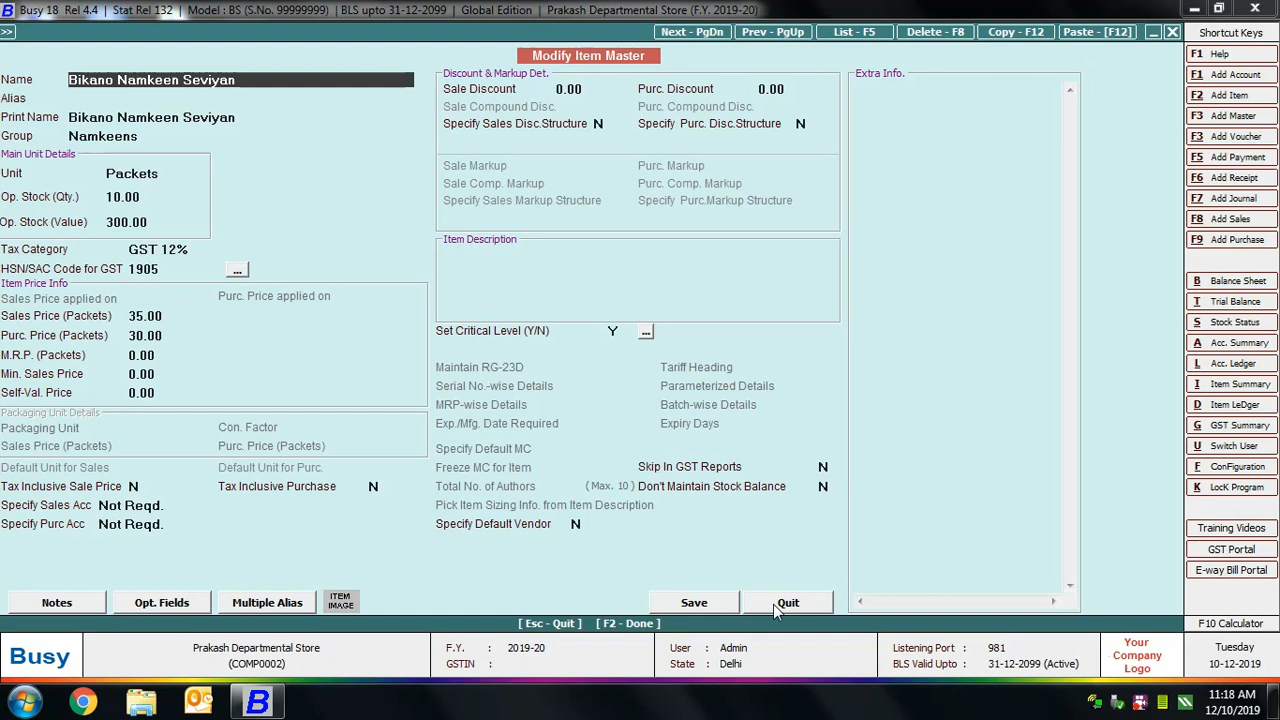 Busy 18 Rel 4.4 | Stat Rel 132 | Model : BS (S.No. 99999999) | BLS upto 31-12-2099 | Global Edition | Prakash Departmental Store (F.Y. 2019-20)
>> Next - PgDn Prev - PgUp List - F5 Delete - F8 Copy - F12 Paste - [F12]
Modify Item Master
Name Bikano Namkeen Seviyan
Alias
Print Name Bikano Namkeen Seviyan
Group Namkeens
Main Unit Details
Unit Packets
Op. Stock (Qty.) 10.00
Op. Stock (Value) 300.00
Tax Category GST 12%
HSN/SAC Code for GST 1905 ...
Item Price Info
Sales Price applied on Purc. Price applied on
Sales Price (Packets) 35.00
Purc. Price (Packets) 30.00
M.R.P. (Packets) 0.00
Min. Sales Price 0.00
Self-Val. Price 0.00
Packaging Unit Details
Packaging Unit Con. Factor
Sales Price (Packets) Purc. Price (Packets)
Default Unit for Sales Default Unit for Purc.
Tax Inclusive Sale Price N Tax Inclusive Purchase N
Specify Sales Acc Not Reqd.
Specify Purc Acc Not Reqd.
Notes Opt. Fields Multiple Alias ITEM IMAGE
Discount & Markup Det.
Sale Discount 0.00 Purc. Discount 0.00
Sale Compound Disc. Purc. Compound Disc.
Specify Sales Disc.Structure N Specify Purc. Disc.Structure N
Sale Markup Purc. Markup
Sale Comp. Markup Purc. Comp. Markup
Specify Sales Markup Structure Specify Purc.Markup Structure
Item Description
Set Critical Level (Y/N) Y ...
Maintain RG-23D Tariff Heading
Serial No.-wise Details Parameterized Details
MRP-wise Details Batch-wise Details
Exp./Mfg. Date Required Expiry Days
Specify Default MC
Freeze MC for Item Skip In GST Reports N
Total No. of Authors (Max. 10) Don't Maintain Stock Balance N
Pick Item Sizing Info. from Item Description
Specify Default Vendor N
Save Quit
Extra Info.
Shortcut Keys
F1 Help
F1 Add Account
F2 Add Item
F3 Add Master
F3 Add Voucher
F5 Add Payment
F6 Add Receipt
F7 Add Journal
F8 Add Sales
F9 Add Purchase
B Balance Sheet
T Trial Balance
S Stock Status
A Acc. Summary
L Acc. Ledger
I Item Summary
D Item LeDger
G GST Summary
U Switch User
F ConFiguration
K LocK Program
Training Videos
GST Portal
E-way Bill Portal
[ Esc - Quit ] [ F2 - Done ] F10 Calculator
Busy
Prakash Departmental Store
(COMP0002)
F.Y. : 2019-20
GSTIN :
User : Admin
State : Delhi
Listening Port : 981
BLS Valid Upto : 31-12-2099 (Active)
Your
Company
Logo
Tuesday
10-12-2019
11:18 AM
12/10/2019